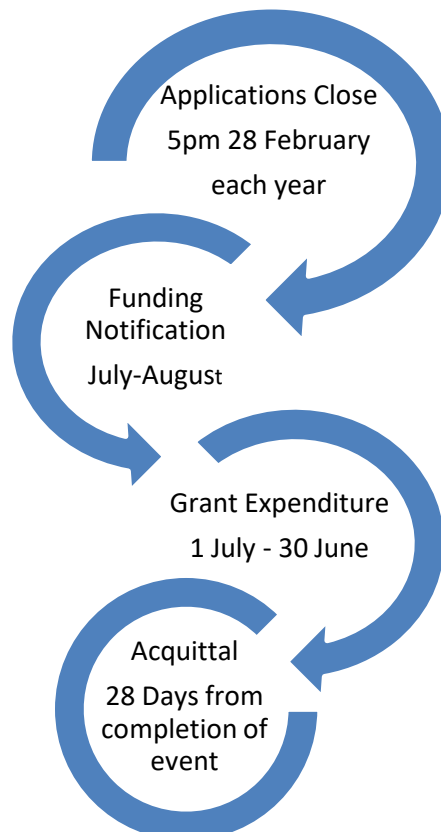 Applications Close
5pm 28 February
each year
Funding
Notification
July-August
Grant Expenditure
1 July - 30 June
Acquittal
28 Days from
completion of
event